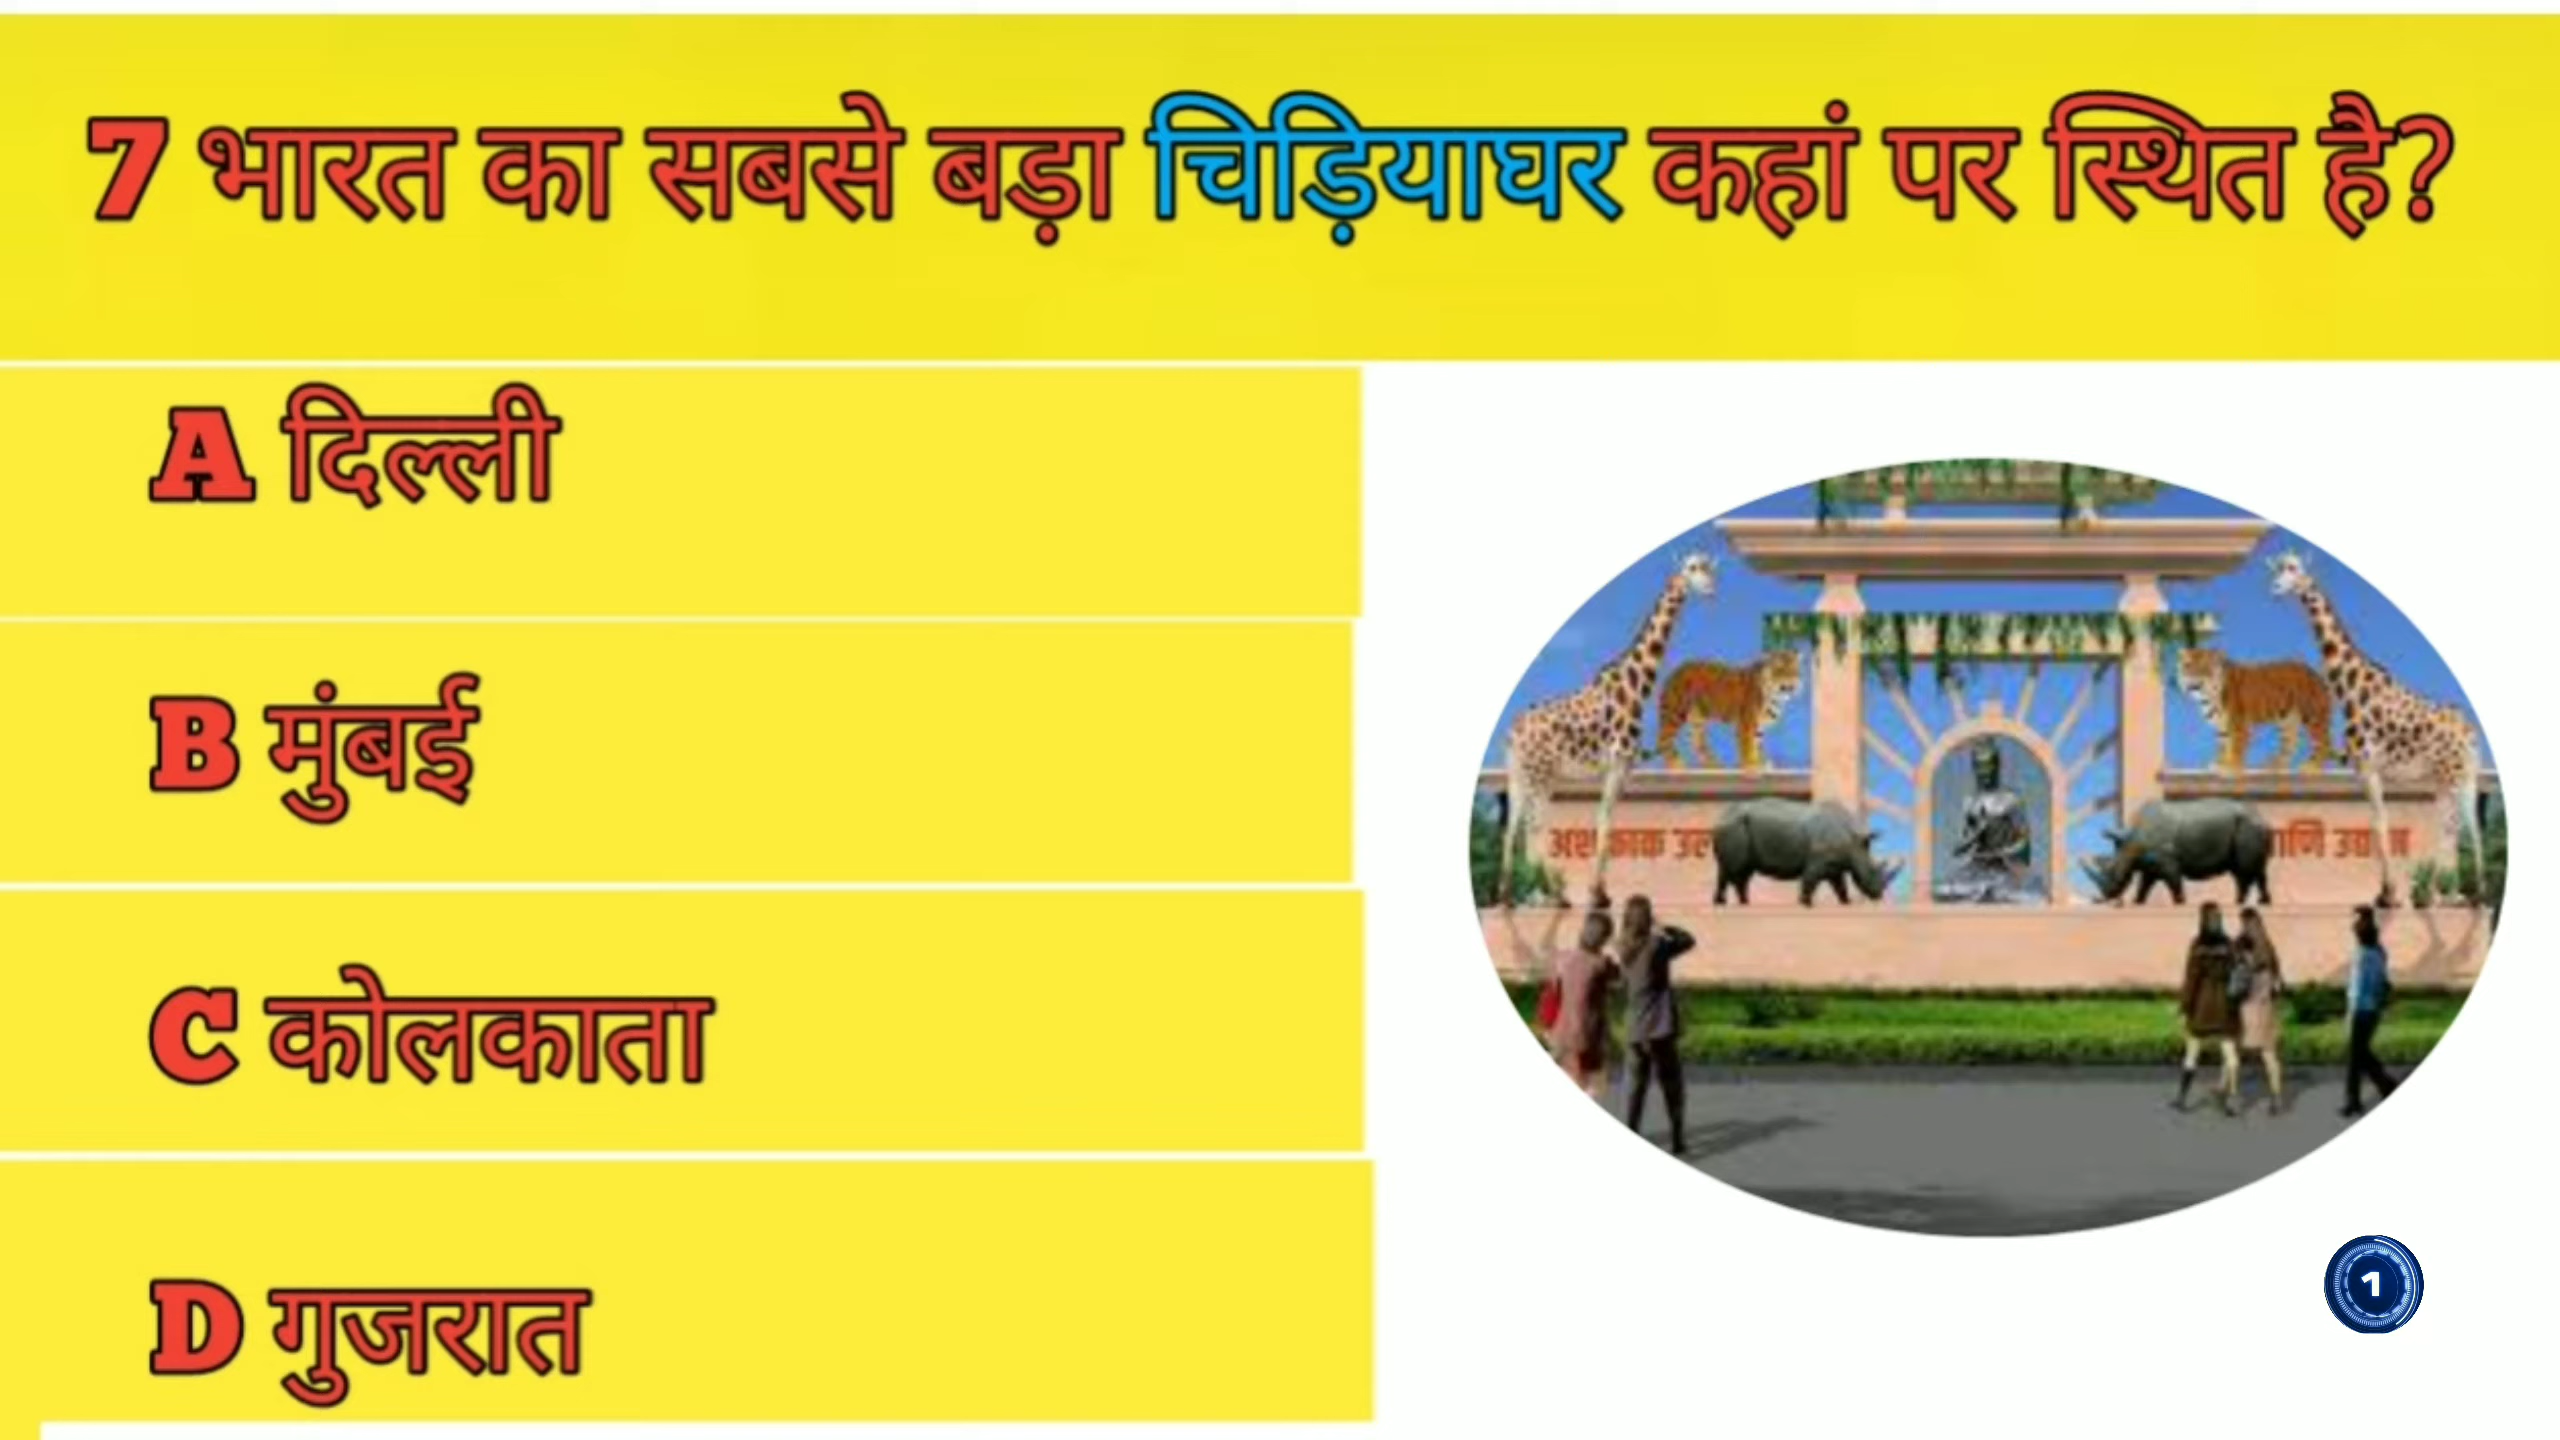 7 भारत का सबसे बड़ा चिड़ियाघर कहां पर स्थित है?
A दिल्ली
B मुंबई
C कोलकाता
D गुजरात
1